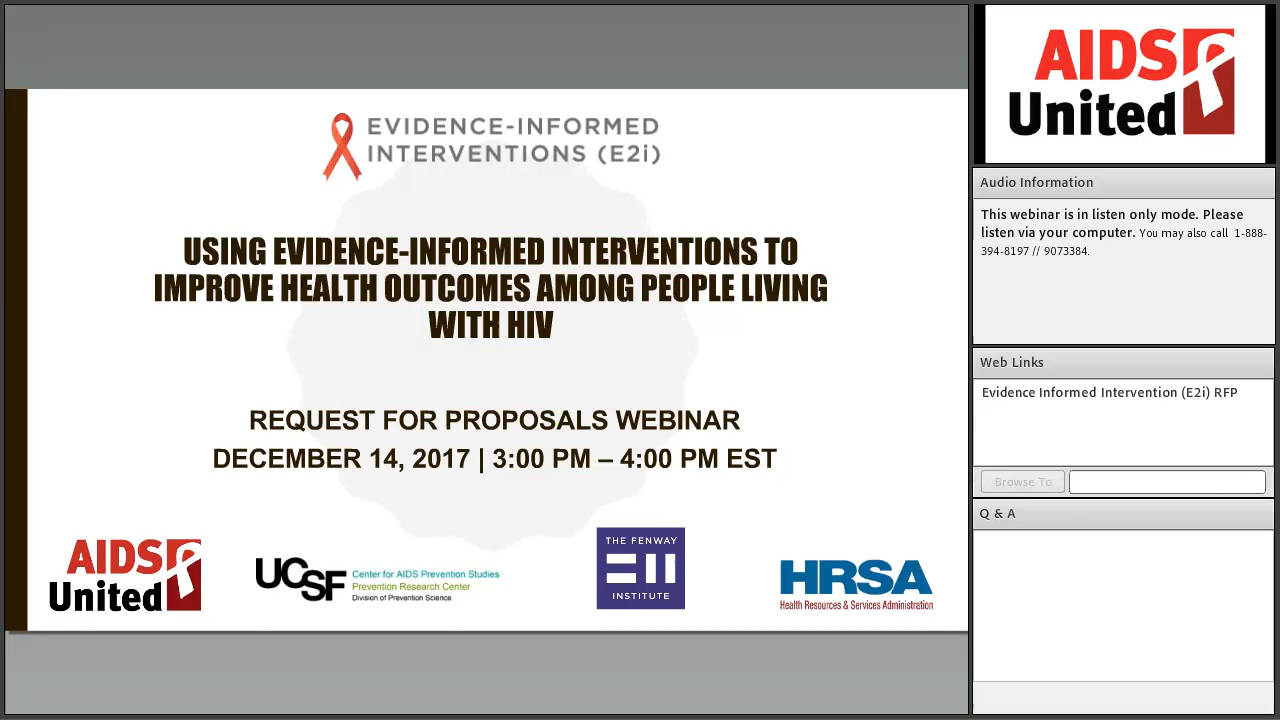 EVIDENCE-INFORMED
INTERVENTIONS (E2i)
USING EVIDENCE-INFORMED INTERVENTIONS TO
IMPROVE HEALTH OUTCOMES AMONG PEOPLE LIVING
WITH HIV
REQUEST FOR PROPOSALS WEBINAR
DECEMBER 14, 2017 | 3:00 PM – 4:00 PM EST
AIDS
United
UCSF
Center for AIDS Prevention Studies
Prevention Research Center
Division of Prevention Science
THE FENWAY
INSTITUTE
HRSA
Health Resources & Services Administration
AIDS
United
Audio Information
This webinar is in listen only mode. Please
listen via your computer. You may also call 1-888-
394-8197 // 9073384.
Web Links
Evidence Informed Intervention (E2i) RFP
Browse To
Q & A